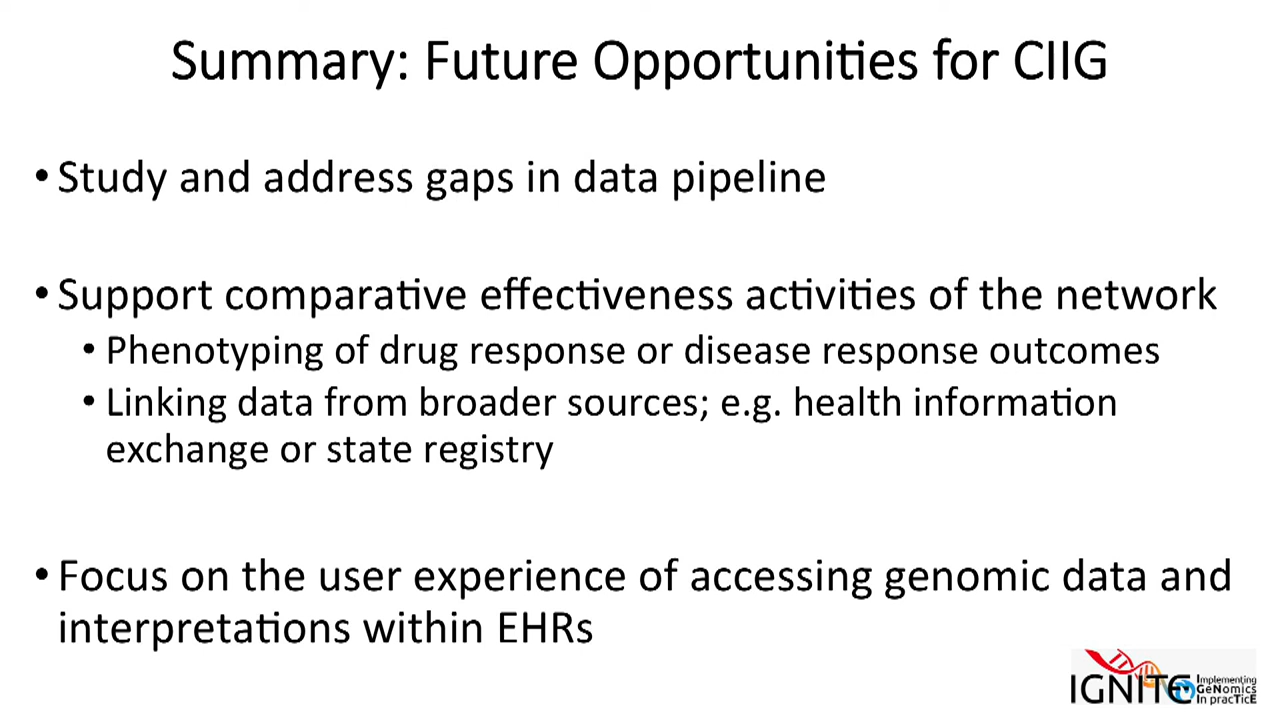 Summary: Future Opportunities for CIIG
• Study and address gaps in data pipeline
• Support comparative effectiveness activities of the network
• Phenotyping of drug response or disease response outcomes
• Linking data from broader sources; e.g. health information
exchange or state registry
• Focus on the user experience of accessing genomic data and
interpretations within EHRs
IGNITE
Implementing
GeNomics
In pracTicE